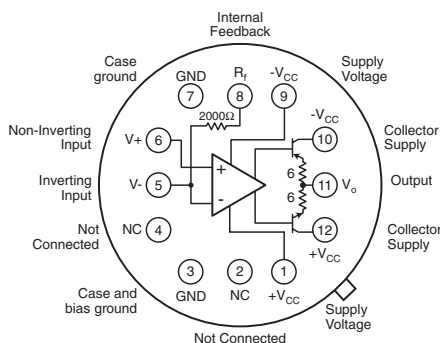 Internal
Feedback
Case
ground
Supply
Voltage
GND
Rf
-VCC
7
8
9
2000Ω
-VCC
Non-Inverting
Input
V+
6
+
10
Collector
Supply
6
Inverting
Input
V-
5
-
11
Vo
Output
6
Not
Connected
NC
4
12
Collector
Supply
+VCC
3
2
1
Case and
bias ground
GND
NC
+VCC
Supply
Voltage
Not Connected